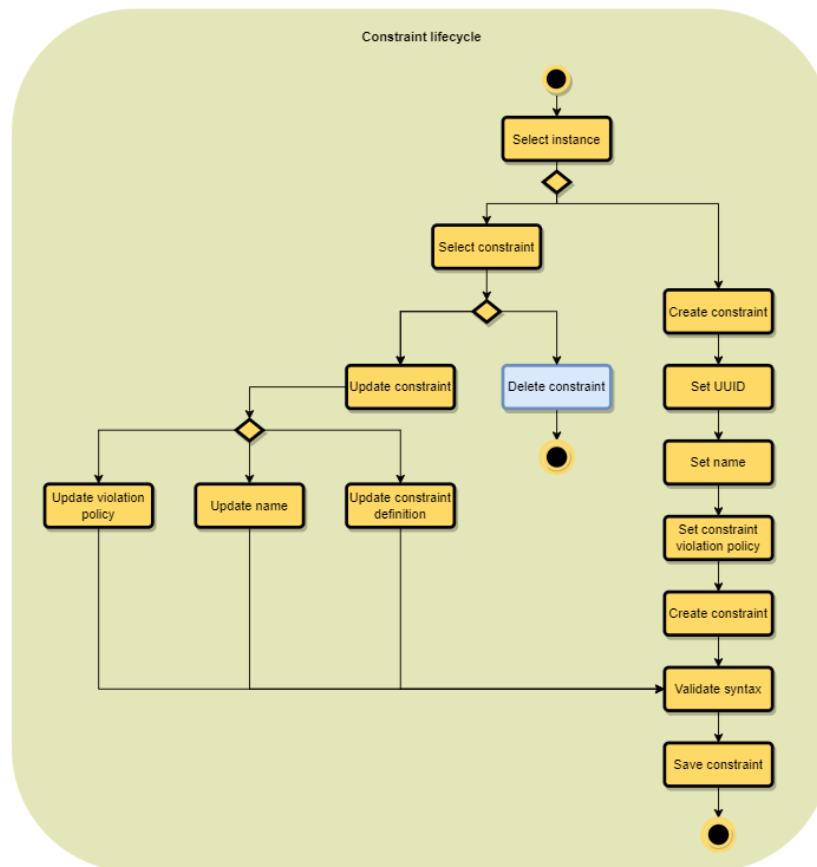 Constraint lifecycle
Select instance
Select constraint
Create constraint
Update constraint
Delete constraint
Set UUID
Set name
Update violation
policy
Update name
Update constraint
definition
Set constraint
violation policy
Create constraint
Validate syntax
Save constraint